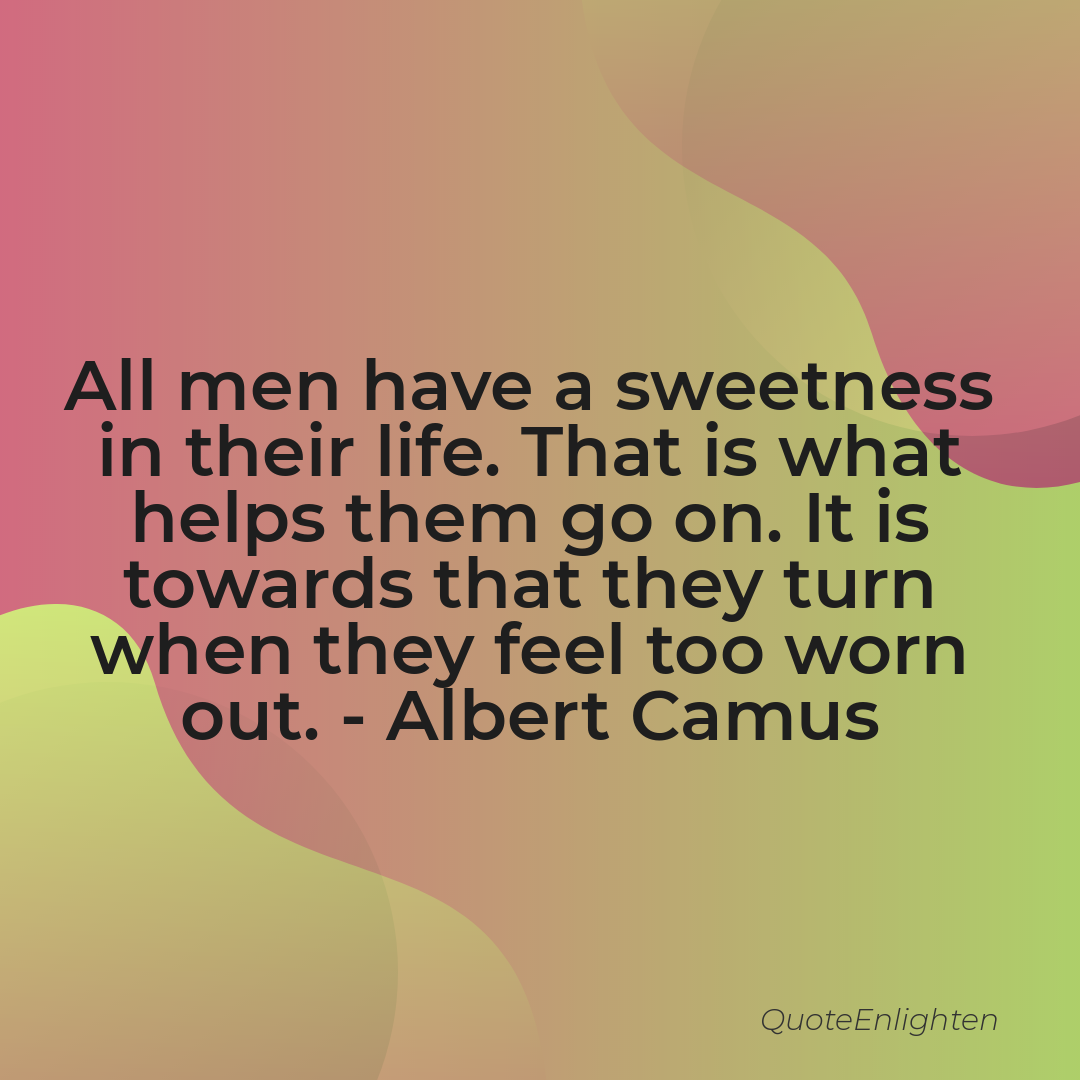 All men have a sweetness
in their life. That is what
helps them go on. It is
towards that they turn
when they feel too worn
out. - Albert Camus
QuoteEnlighten